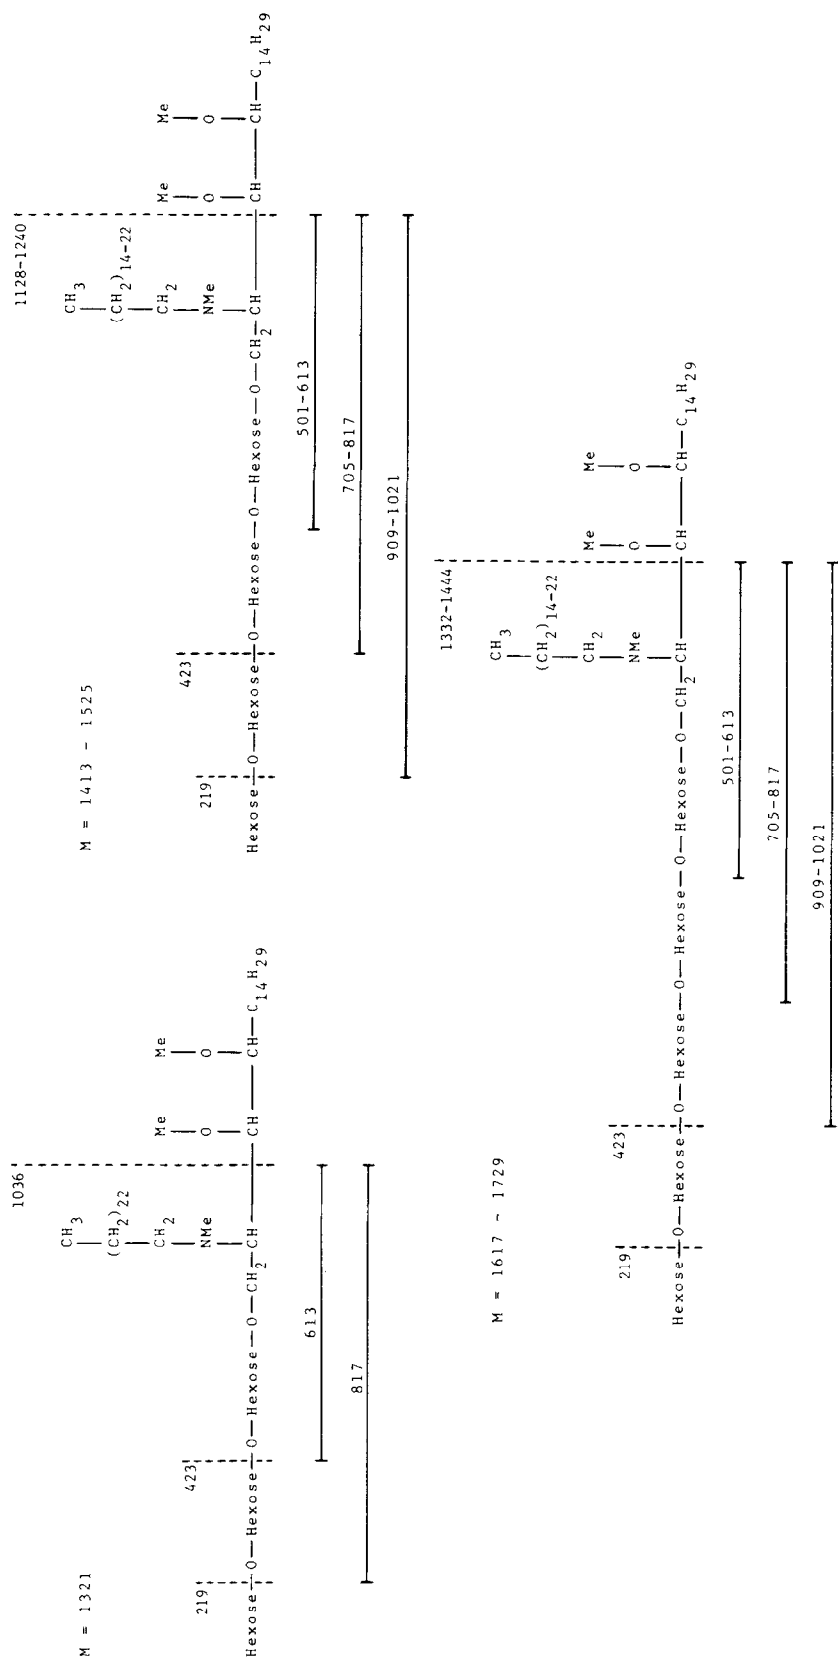 M = 1321
1036
CH3
(CH2)22
CH2 Me Me
NMe O O
219 423
Hexose—O—Hexose—O—Hexose—O—CH2—CH—CH—CH—C14H29
613
817
M = 1413 - 1525
1128-1240
CH3
(CH2)14-22
CH2 Me Me
NMe O O
219 423
Hexose—O—Hexose—O—Hexose—O—Hexose—O—CH2—CH—CH—CH—C14H29
501-613
705-817
909-1021
M = 1617 - 1729
1332-1444
CH3
(CH2)14-22
CH2 Me Me
NMe O O
219 423
Hexose—O—Hexose—O—Hexose—O—Hexose—O—Hexose—O—CH2—CH—CH—CH—C14H29
501-613
705-817
909-1021